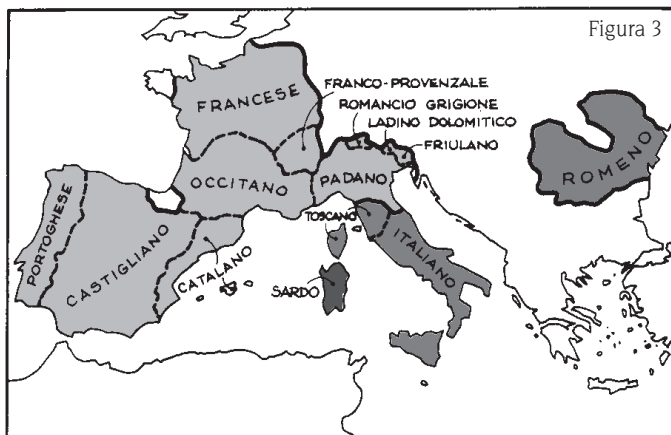 Figura 3
FRANCESE
FRANCO-PROVENZALE
ROMANCIO GRIGIONE
LADINO DOLOMITICO
FRIULANO
ROMENO
OCCITANO
PADANO
PORTOGHESE
CASTIGLIANO
CATALANO
TOSCANO
ITALIANO
SARDO